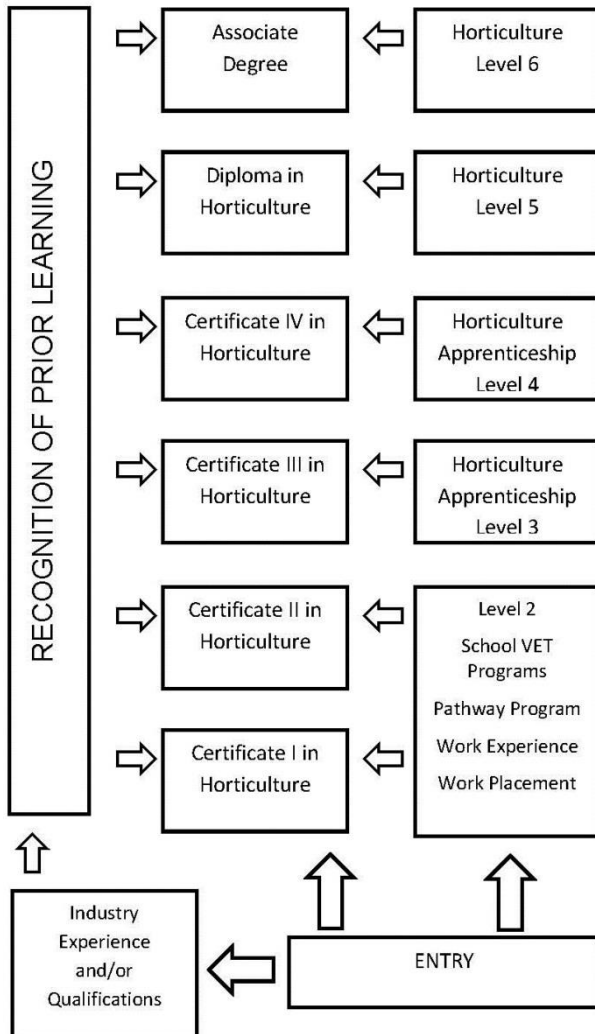 RECOGNITION OF PRIOR LEARNING
Associate
Degree
Horticulture
Level 6
Diploma in
Horticulture
Horticulture
Level 5
Certificate IV in
Horticulture
Horticulture
Apprenticeship
Level 4
Certificate III in
Horticulture
Horticulture
Apprenticeship
Level 3
Certificate II in
Horticulture
Level 2
School VET
Programs
Pathway Program
Work Experience
Work Placement
Certificate I in
Horticulture
Industry
Experience
and/or
Qualifications
ENTRY